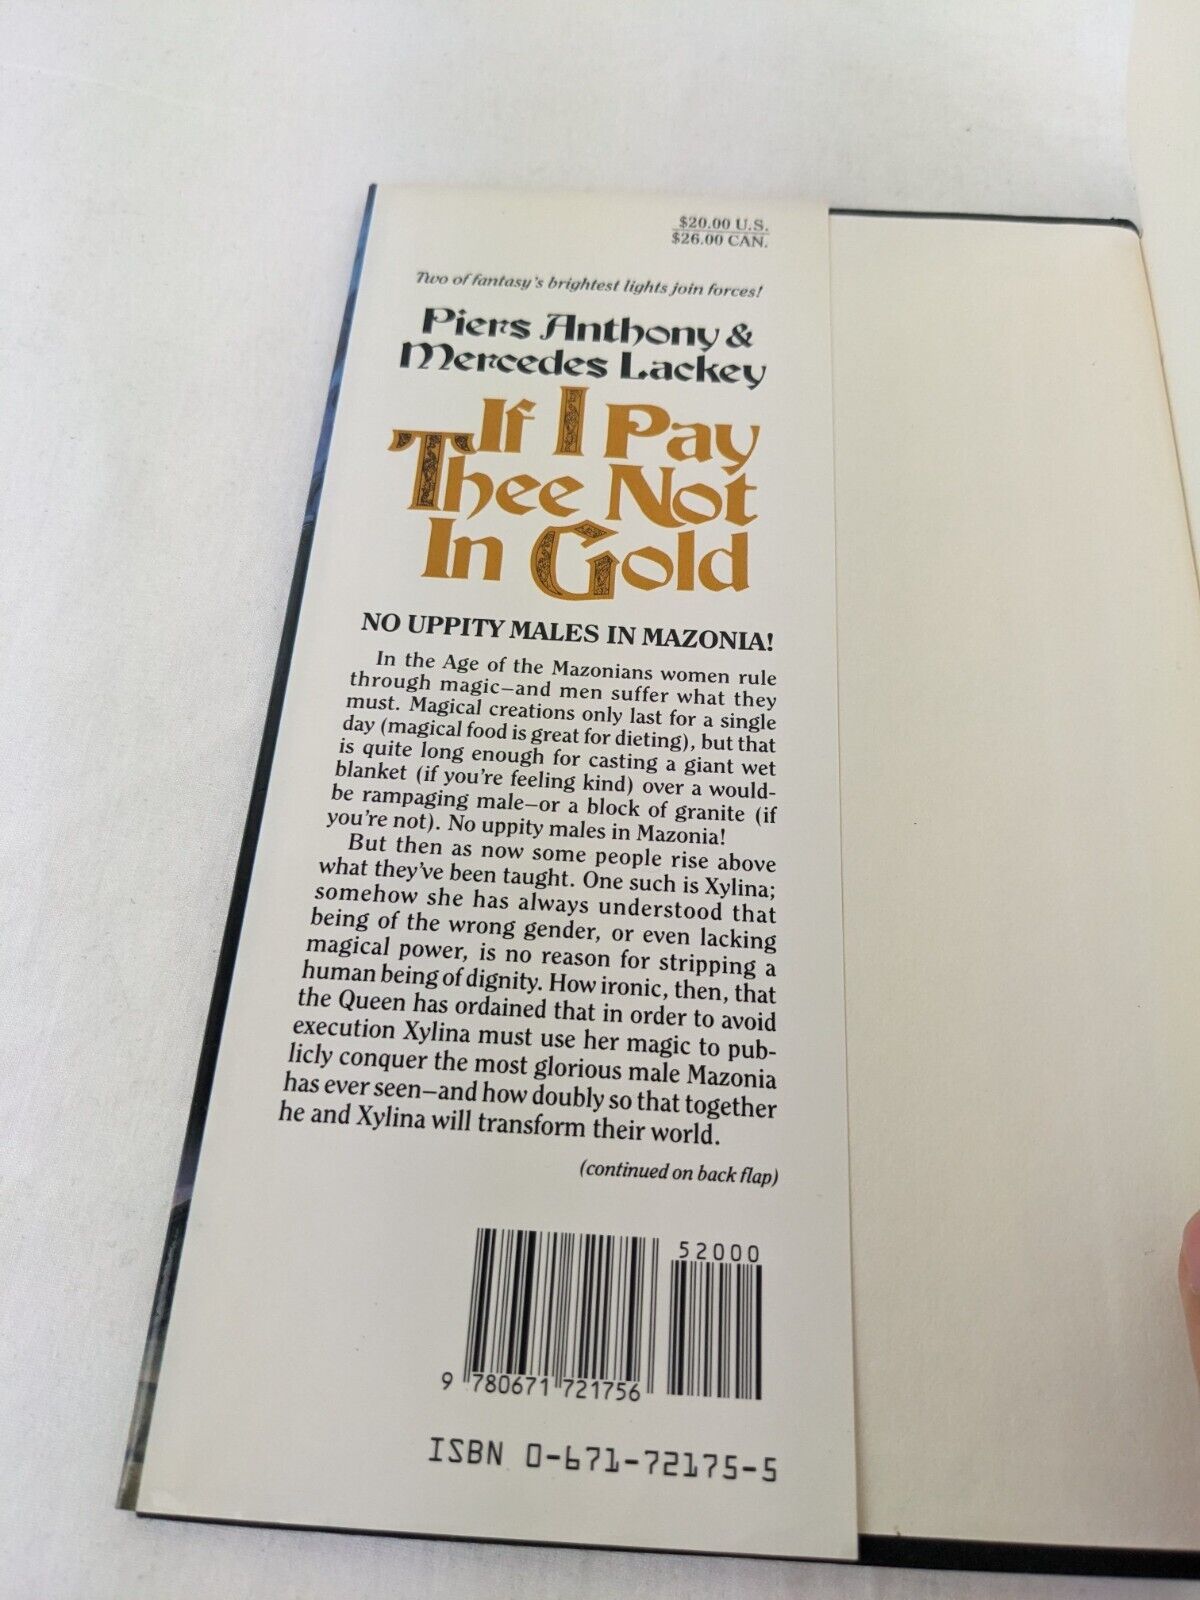 $20.00 U.S.
$26.00 CAN.
Two of fantasy's brightest lights join forces!
Piers Anthony &
Mercedes Lackey
If I Pay
Thee Not
In Gold
NO UPPITY MALES IN MAZONIA!
In the Age of the Mazonians women rule
through magic—and men suffer what they
must. Magical creations only last for a single
day (magical food is great for dieting), but that
is quite long enough for casting a giant wet
blanket (if you're feeling kind) over a would-
be rampaging male—or a block of granite (if
you're not). No uppity males in Mazonia!
But then as now some people rise above
what they've been taught. One such is Xylina;
somehow she has always understood that
being of the wrong gender, or even lacking
magical power, is no reason for stripping a
human being of dignity. How ironic, then, that
the Queen has ordained that in order to avoid
execution Xylina must use her magic to pub-
licly conquer the most glorious male Mazonia
has ever seen—and how doubly so that together
he and Xylina will transform their world.
(continued on back flap)
52000
9 780671 721756
ISBN 0-671-72175-5